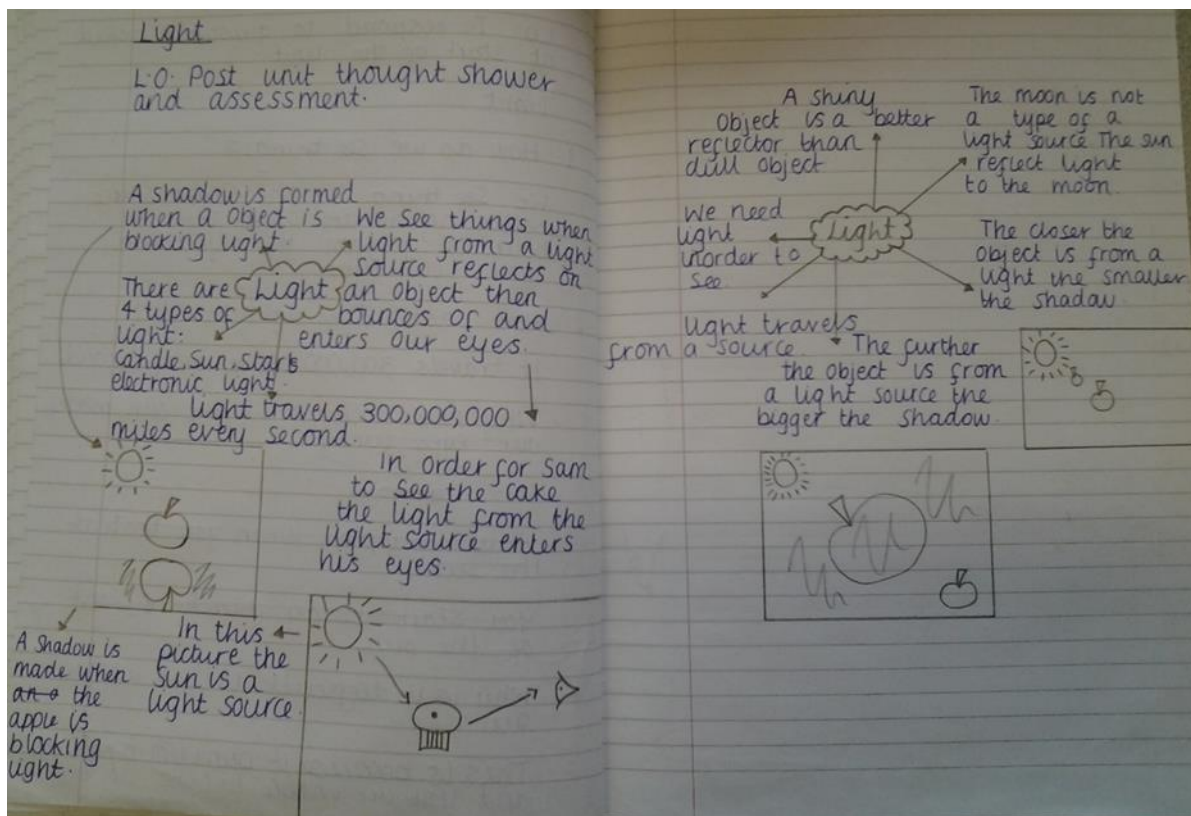 Light
L.O. Post unit thought shower
and assessment.
A shadow is formed
when a object is
blocking light.
We see things when
light from a light
source reflects on
an object then
bounces of and
enters our eyes.
Light
There are
4 types of
light:
candle, sun, stars
electronic light.
light travels 300,000,000
miles every second.
In order for Sam
to see the cake
the light from the
light source enters
his eyes.
A shadow is
made when
the
apple is
blocking
light.
In this
picture the
sun is a
light source
A shiny
object is a better
reflector than
dull object
The moon is not
a type of a
light source The sun
reflect light
to the moon.
We need
light
inorder to
see
Light
The closer the
object is from a
light the smaller
the shadow
light travels
from a source.
The further
the object is from
a light source the
bigger the shadow.